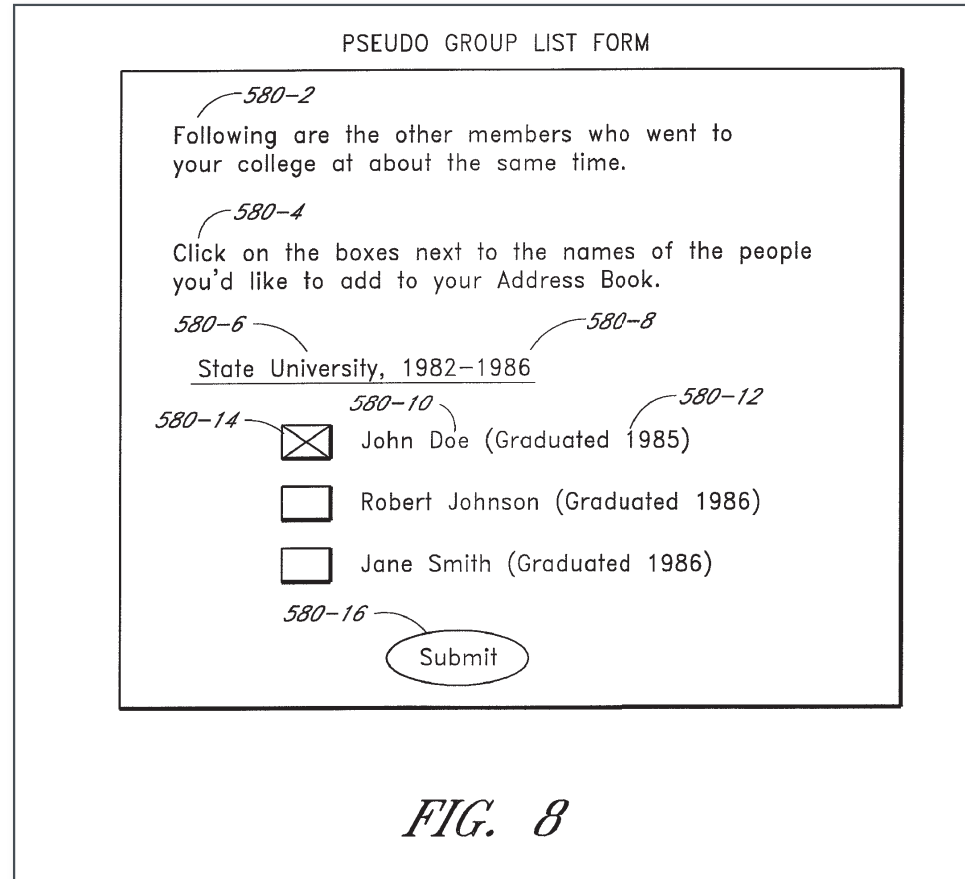 PSEUDO GROUP LIST FORM
580-2
Following are the other members who went to
your college at about the same time.
580-4
Click on the boxes next to the names of the people
you'd like to add to your Address Book.
580-6
580-8
State University, 1982-1986
580-10
580-12
580-14
John Doe (Graduated 1985)
Robert Johnson (Graduated 1986)
Jane Smith (Graduated 1986)
580-16
Submit
FIG. 8